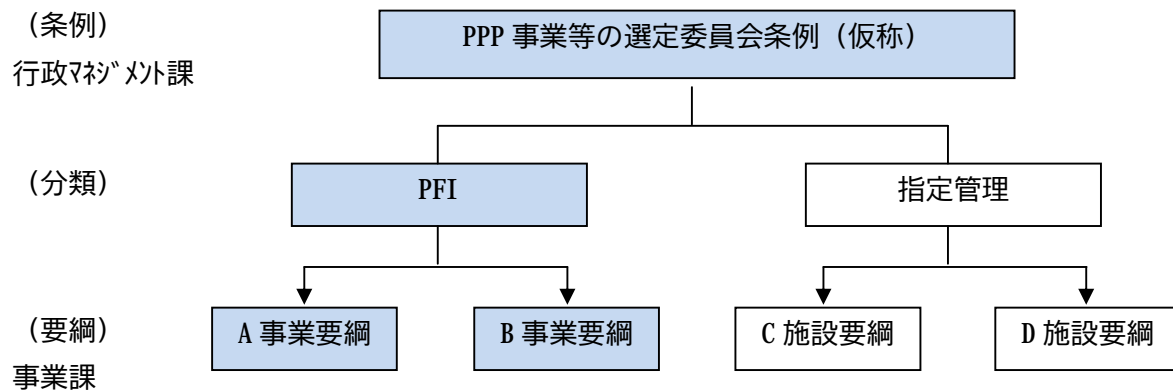 (条例)
PPP 事業等の選定委員会条例(仮称)
行政マネジメント課
(分類)
PFI
指定管理
(要綱)
A 事業要綱
B 事業要綱
C 施設要綱
D 施設要綱
事業課